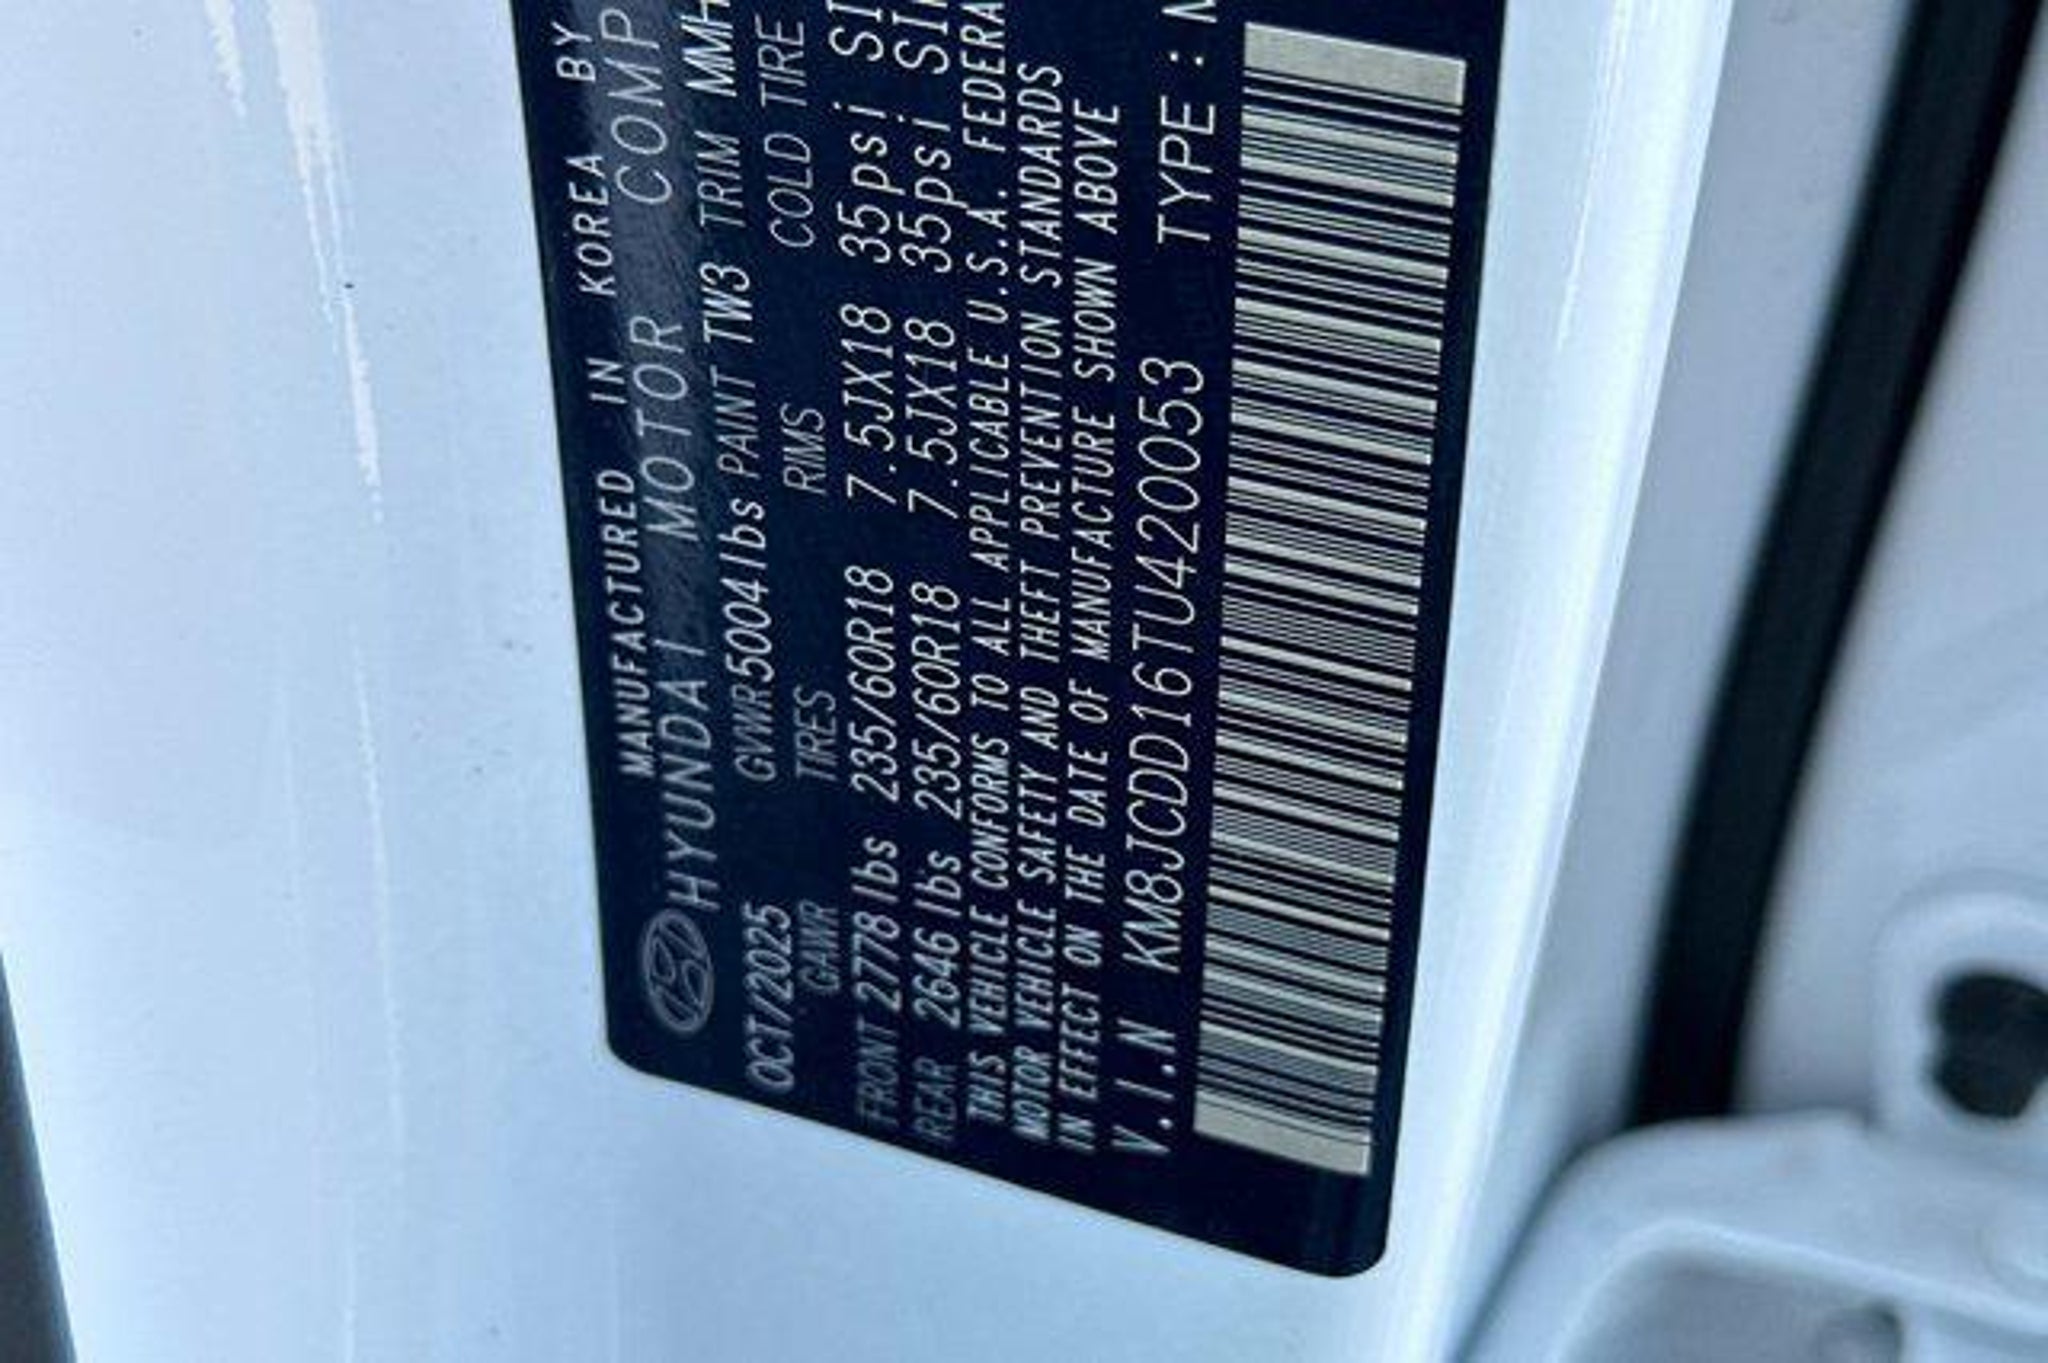 MANUFACTURED IN KOREA BY
HYUNDAI MOTOR COMP
OCT/2025 GVWR 5004lbs PAINT TW3 TRIM MMH
GAWR TIRES RIMS COLD TIRE
FRONT 2778lbs 235/60R18 7.5JX18 35psi SI
REAR 2646lbs 235/60R18 7.5JX18 35psi SI
THIS VEHICLE CONFORMS TO ALL APPLICABLE U.S.A. FEDERA
MOTOR VEHICLE SAFETY AND THEFT PREVENTION STANDARDS
IN EFFECT ON THE DATE OF MANUFACTURE SHOWN ABOVE
V.I.N KM8JCDD16TU420053 TYPE :